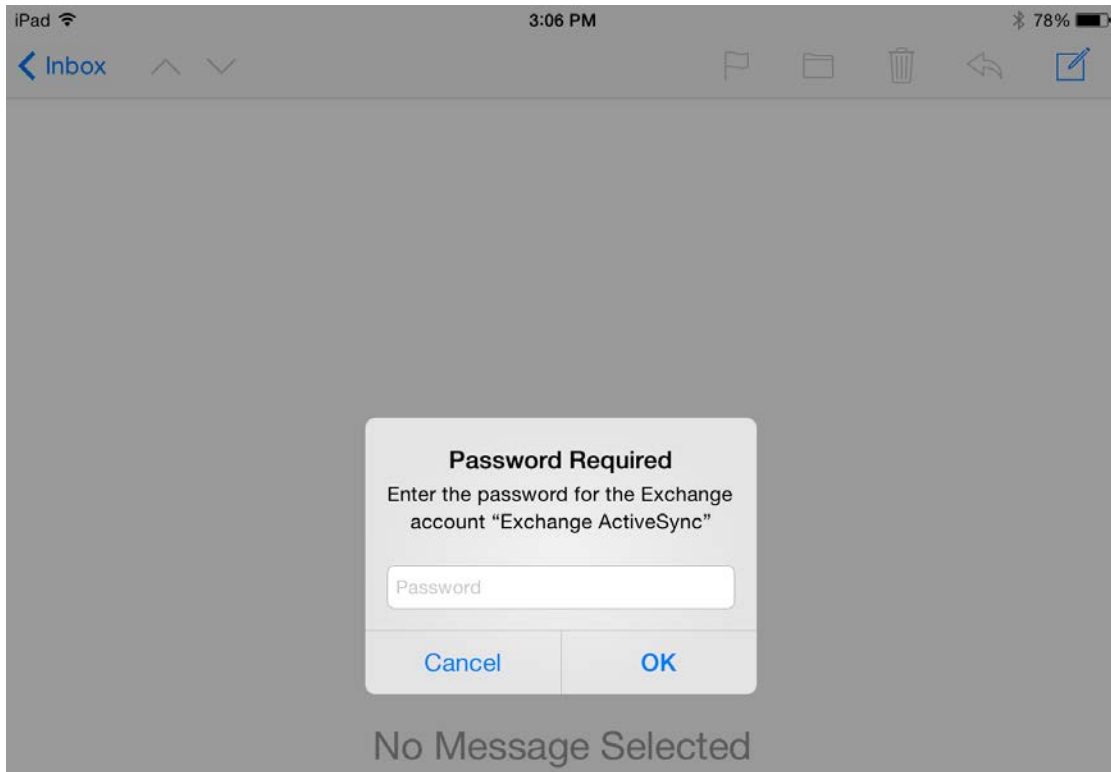 iPad 3:06 PM 78%
Inbox
Password Required
Enter the password for the Exchange
account “Exchange ActiveSync”
Password
Cancel OK
No Message Selected